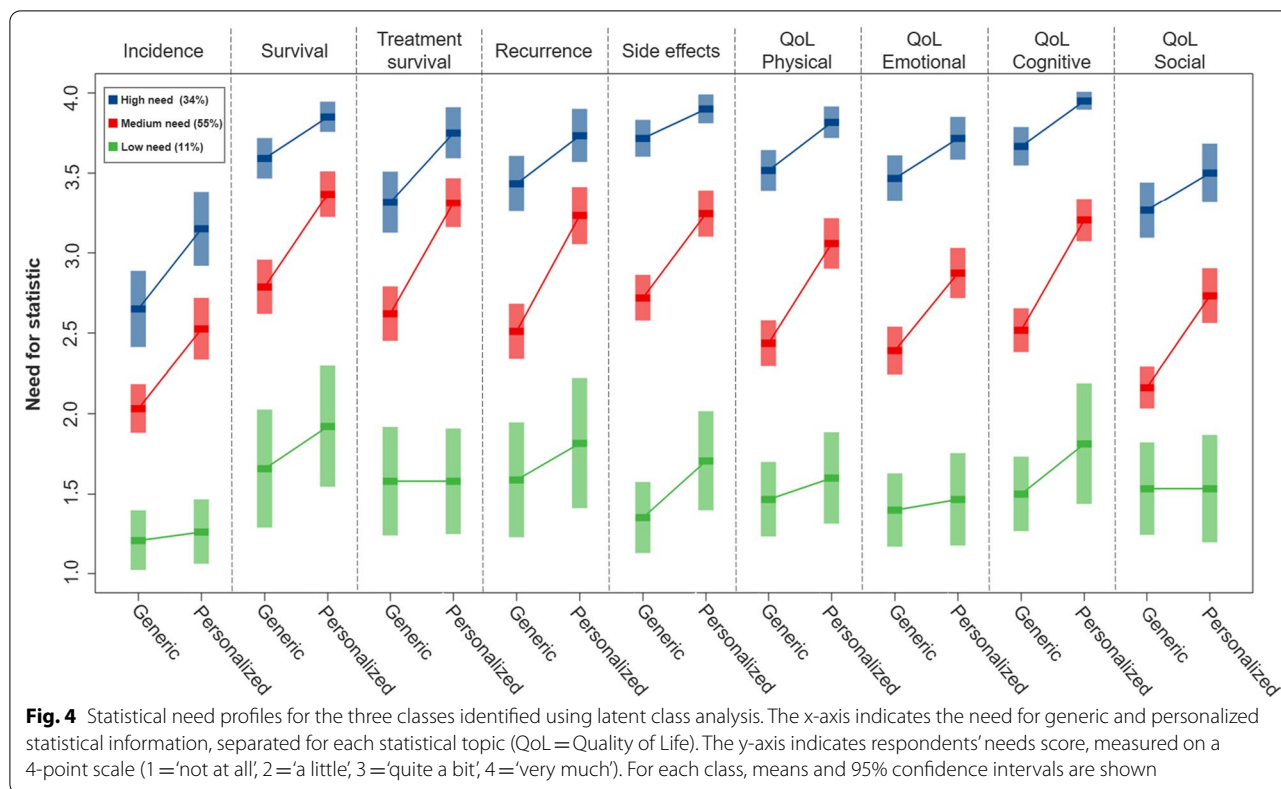 Incidence
Survival
Treatment
survival
Recurrence
Side effects
QoL
Physical
QoL
Emotional
QoL
Cognitive
QoL
Social
High need (34%)
Medium need (55%)
Low need (11%)
Need for statistic
4.0
3.5
3.0
2.5
2.0
1.5
1.0
Generic
Personalized
Generic
Personalized
Generic
Personalized
Generic
Personalized
Generic
Personalized
Generic
Personalized
Generic
Personalized
Generic
Personalized
Generic
Personalized
Fig. 4 Statistical need profiles for the three classes identified using latent class analysis. The x-axis indicates the need for generic and personalized
statistical information, separated for each statistical topic (QoL = Quality of Life). The y-axis indicates respondents' needs score, measured on a
4-point scale (1 = 'not at all', 2 = 'a little', 3 = 'quite a bit', 4 = 'very much'). For each class, means and 95% confidence intervals are shown